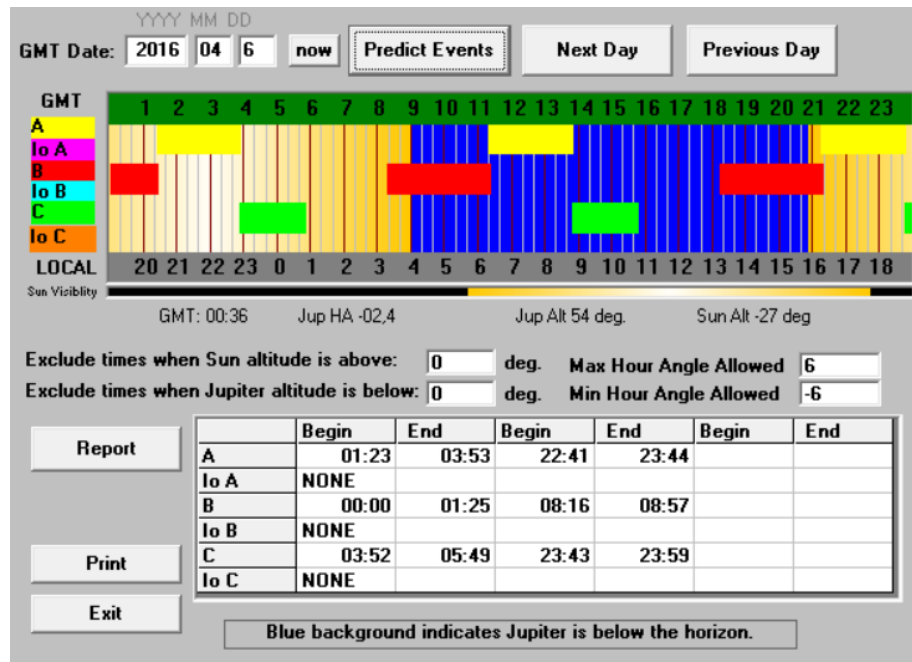 YYYY MM DD
GMT Date: 2016 04 6 now Predict Events Next Day Previous Day
GMT 1 2 3 4 5 6 7 8 9 10 11 12 13 14 15 16 17 18 19 20 21 22 23
A
Io A
B
Io B
C
Io C
LOCAL 20 21 22 23 0 1 2 3 4 5 6 7 8 9 10 11 12 13 14 15 16 17 18
Sun Visiblity
GMT: 00:36 Jup HA -02,4 Jup Alt 54 deg. Sun Alt -27 deg
Exclude times when Sun altitude is above: 0 deg. Max Hour Angle Allowed 6
Exclude times when Jupiter altitude is below: 0 deg. Min Hour Angle Allowed -6
Report
Begin End Begin End Begin End
A 01:23 03:53 22:41 23:44
Io A NONE
B 00:00 01:25 08:16 08:57
Io B NONE
C 03:52 05:49 23:43 23:59
Io C NONE
Print
Exit
Blue background indicates Jupiter is below the horizon.